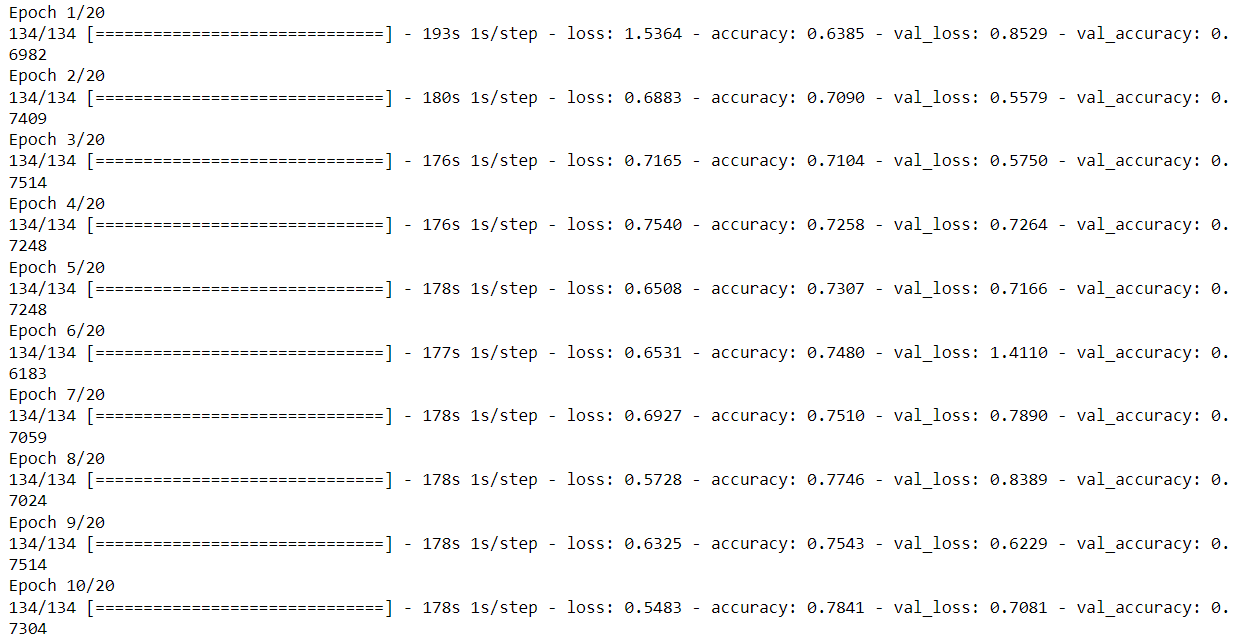 Epoch 1/20
134/134 [==============================] - 193s 1s/step - loss: 1.5364 - accuracy: 0.6385 - val_loss: 0.8529 - val_accuracy: 0.
6982
Epoch 2/20
134/134 [==============================] - 180s 1s/step - loss: 0.6883 - accuracy: 0.7090 - val_loss: 0.5579 - val_accuracy: 0.
7409
Epoch 3/20
134/134 [==============================] - 176s 1s/step - loss: 0.7165 - accuracy: 0.7104 - val_loss: 0.5750 - val_accuracy: 0.
7514
Epoch 4/20
134/134 [==============================] - 176s 1s/step - loss: 0.7540 - accuracy: 0.7258 - val_loss: 0.7264 - val_accuracy: 0.
7248
Epoch 5/20
134/134 [==============================] - 178s 1s/step - loss: 0.6508 - accuracy: 0.7307 - val_loss: 0.7166 - val_accuracy: 0.
7248
Epoch 6/20
134/134 [==============================] - 177s 1s/step - loss: 0.6531 - accuracy: 0.7480 - val_loss: 1.4110 - val_accuracy: 0.
6183
Epoch 7/20
134/134 [==============================] - 178s 1s/step - loss: 0.6927 - accuracy: 0.7510 - val_loss: 0.7890 - val_accuracy: 0.
7059
Epoch 8/20
134/134 [==============================] - 178s 1s/step - loss: 0.5728 - accuracy: 0.7746 - val_loss: 0.8389 - val_accuracy: 0.
7024
Epoch 9/20
134/134 [==============================] - 178s 1s/step - loss: 0.6325 - accuracy: 0.7543 - val_loss: 0.6229 - val_accuracy: 0.
7514
Epoch 10/20
134/134 [==============================] - 178s 1s/step - loss: 0.5483 - accuracy: 0.7841 - val_loss: 0.7081 - val_accuracy: 0.
7304